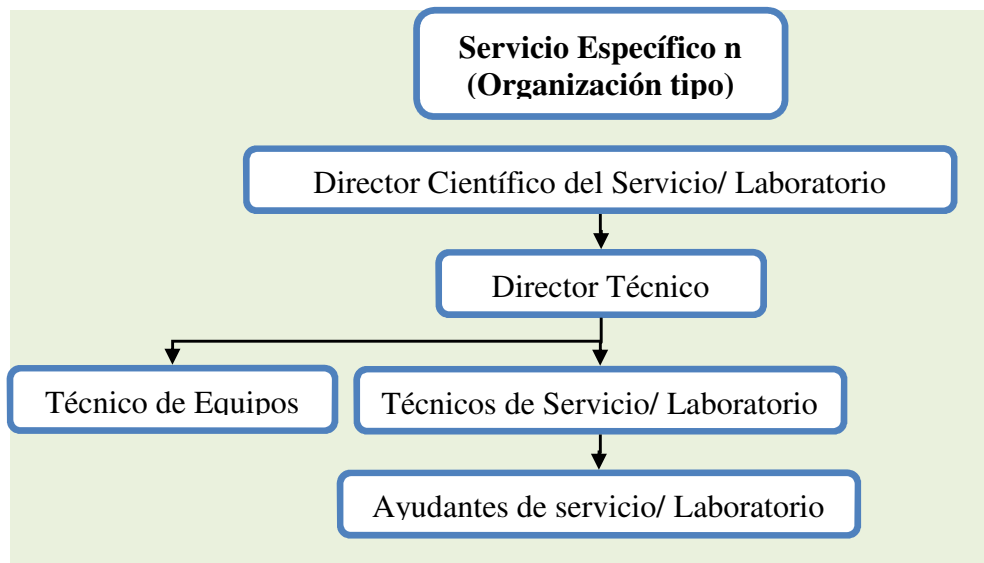 Servicio Específico n
(Organización tipo)
Director Científico del Servicio/ Laboratorio
Director Técnico
Técnico de Equipos
Técnicos de Servicio/ Laboratorio
Ayudantes de servicio/ Laboratorio